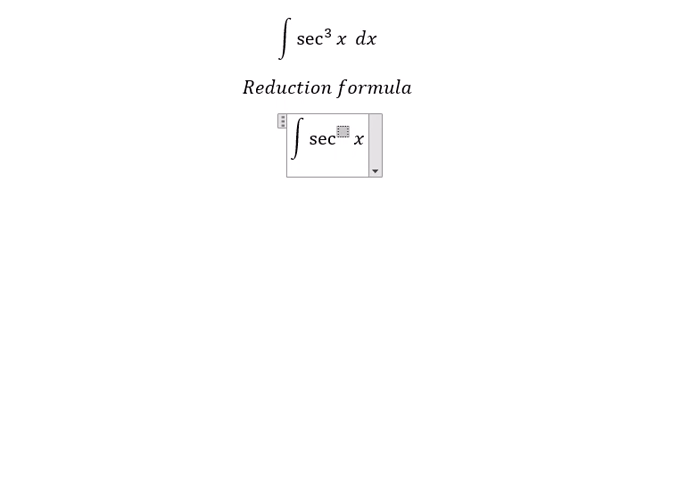 ∫ sec³ x dx
Reduction formula
∫ sec x